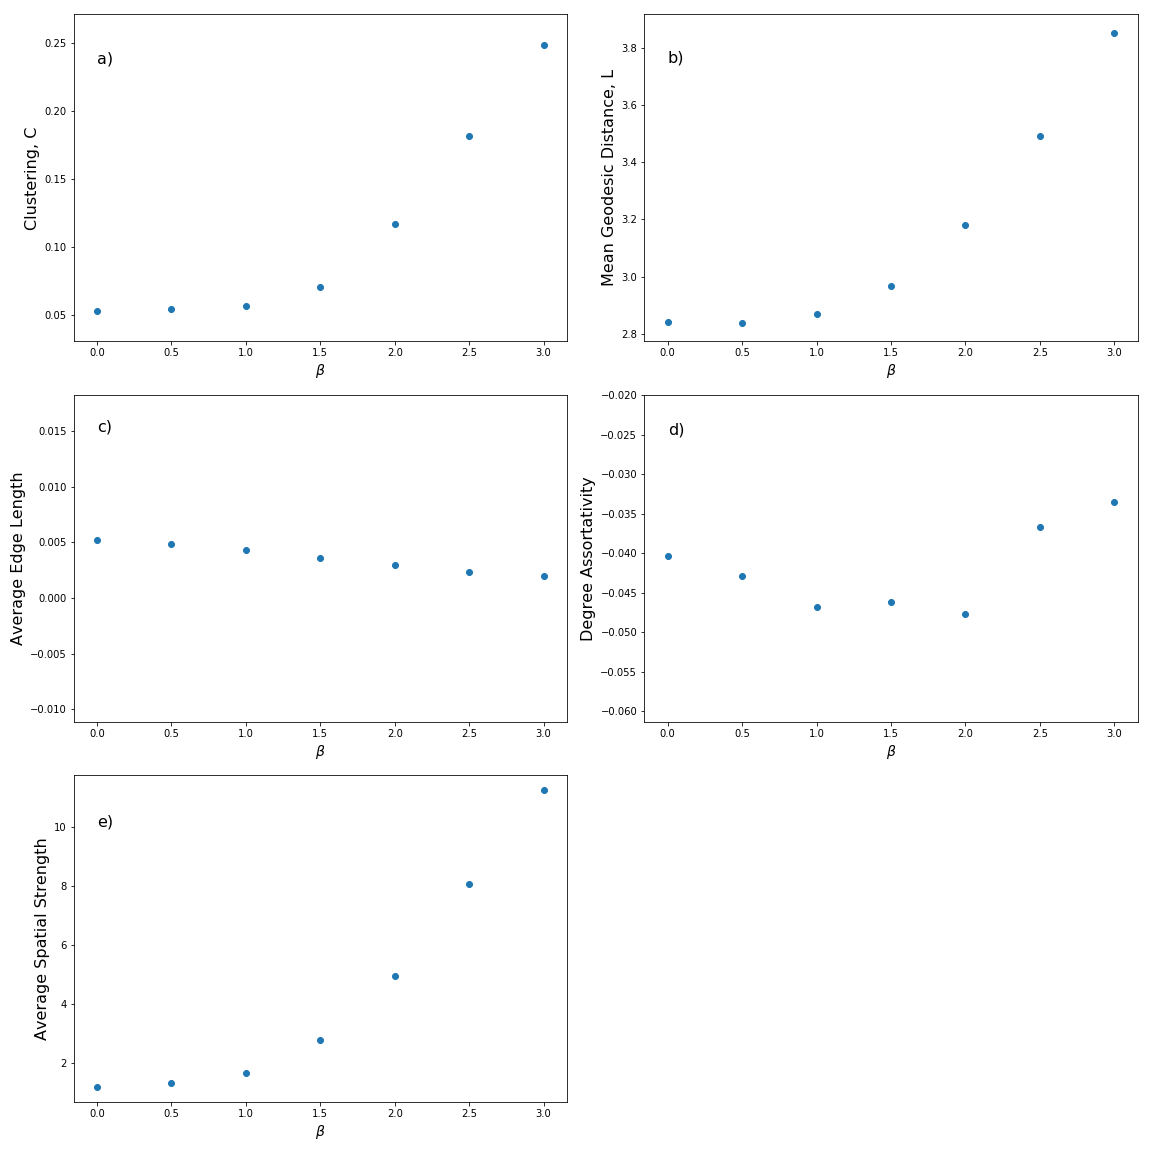 a)
Clustering, C
0.25
0.20
0.15
0.10
0.05
0.0 0.5 1.0 1.5 2.0 2.5 3.0
β
b)
Mean Geodesic Distance, L
3.8
3.6
3.4
3.2
3.0
2.8
0.0 0.5 1.0 1.5 2.0 2.5 3.0
β
c)
Average Edge Length
0.015
0.010
0.005
0.000
−0.005
−0.010
0.0 0.5 1.0 1.5 2.0 2.5 3.0
β
d)
Degree Assortativity
−0.020
−0.025
−0.030
−0.035
−0.040
−0.045
−0.050
−0.055
−0.060
0.0 0.5 1.0 1.5 2.0 2.5 3.0
β
e)
Average Spatial Strength
10
8
6
4
2
0.0 0.5 1.0 1.5 2.0 2.5 3.0
β